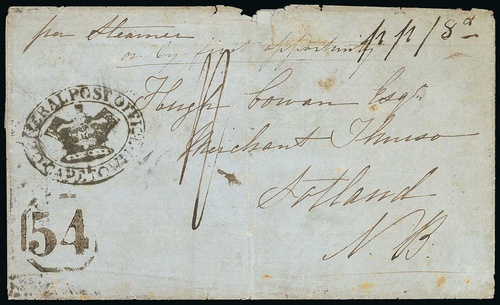 per Steamer
or by first opportunity
p p / 8d
Hugh Cowan Esqr
Merchant Thurso
Scotland
N.B.
GENERAL POST OFFICE
CAPE TOWN
54